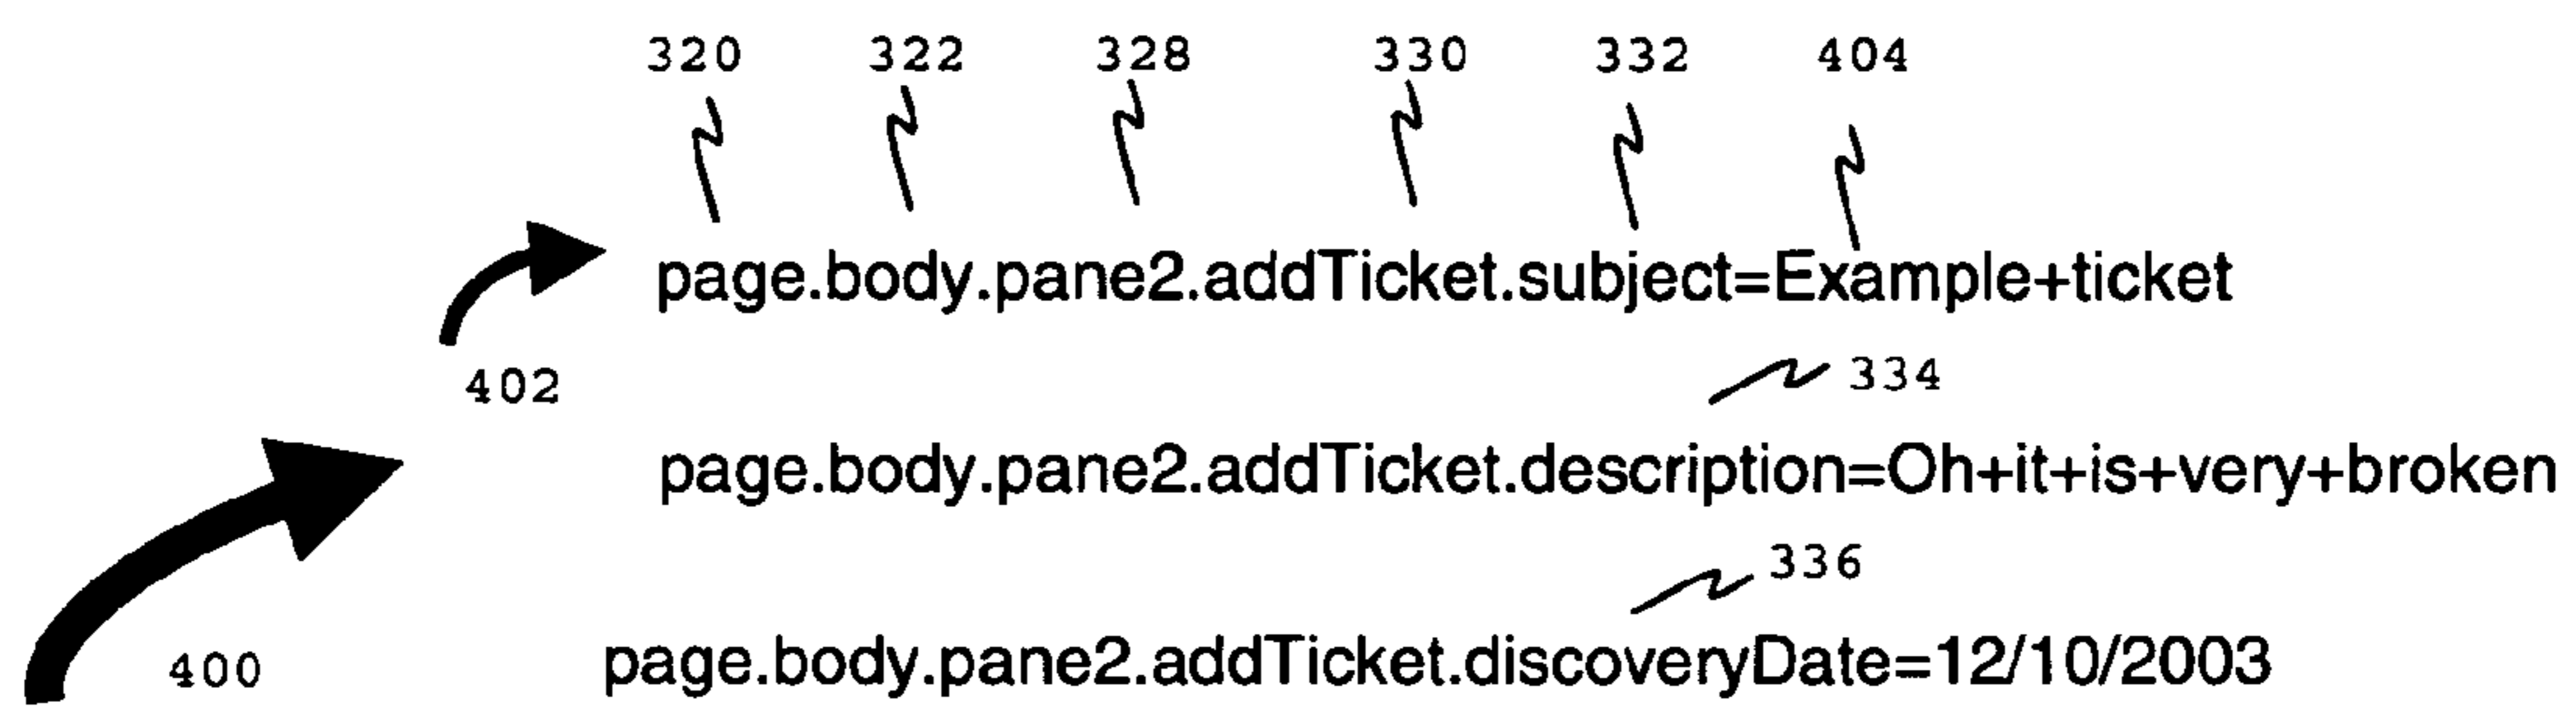 320 322 328 330 332 404
page.body.pane2.addTicket.subject=Example+ticket
402
334
page.body.pane2.addTicket.description=Oh+it+is+very+broken
336
page.body.pane2.addTicket.discoveryDate=12/10/2003
400